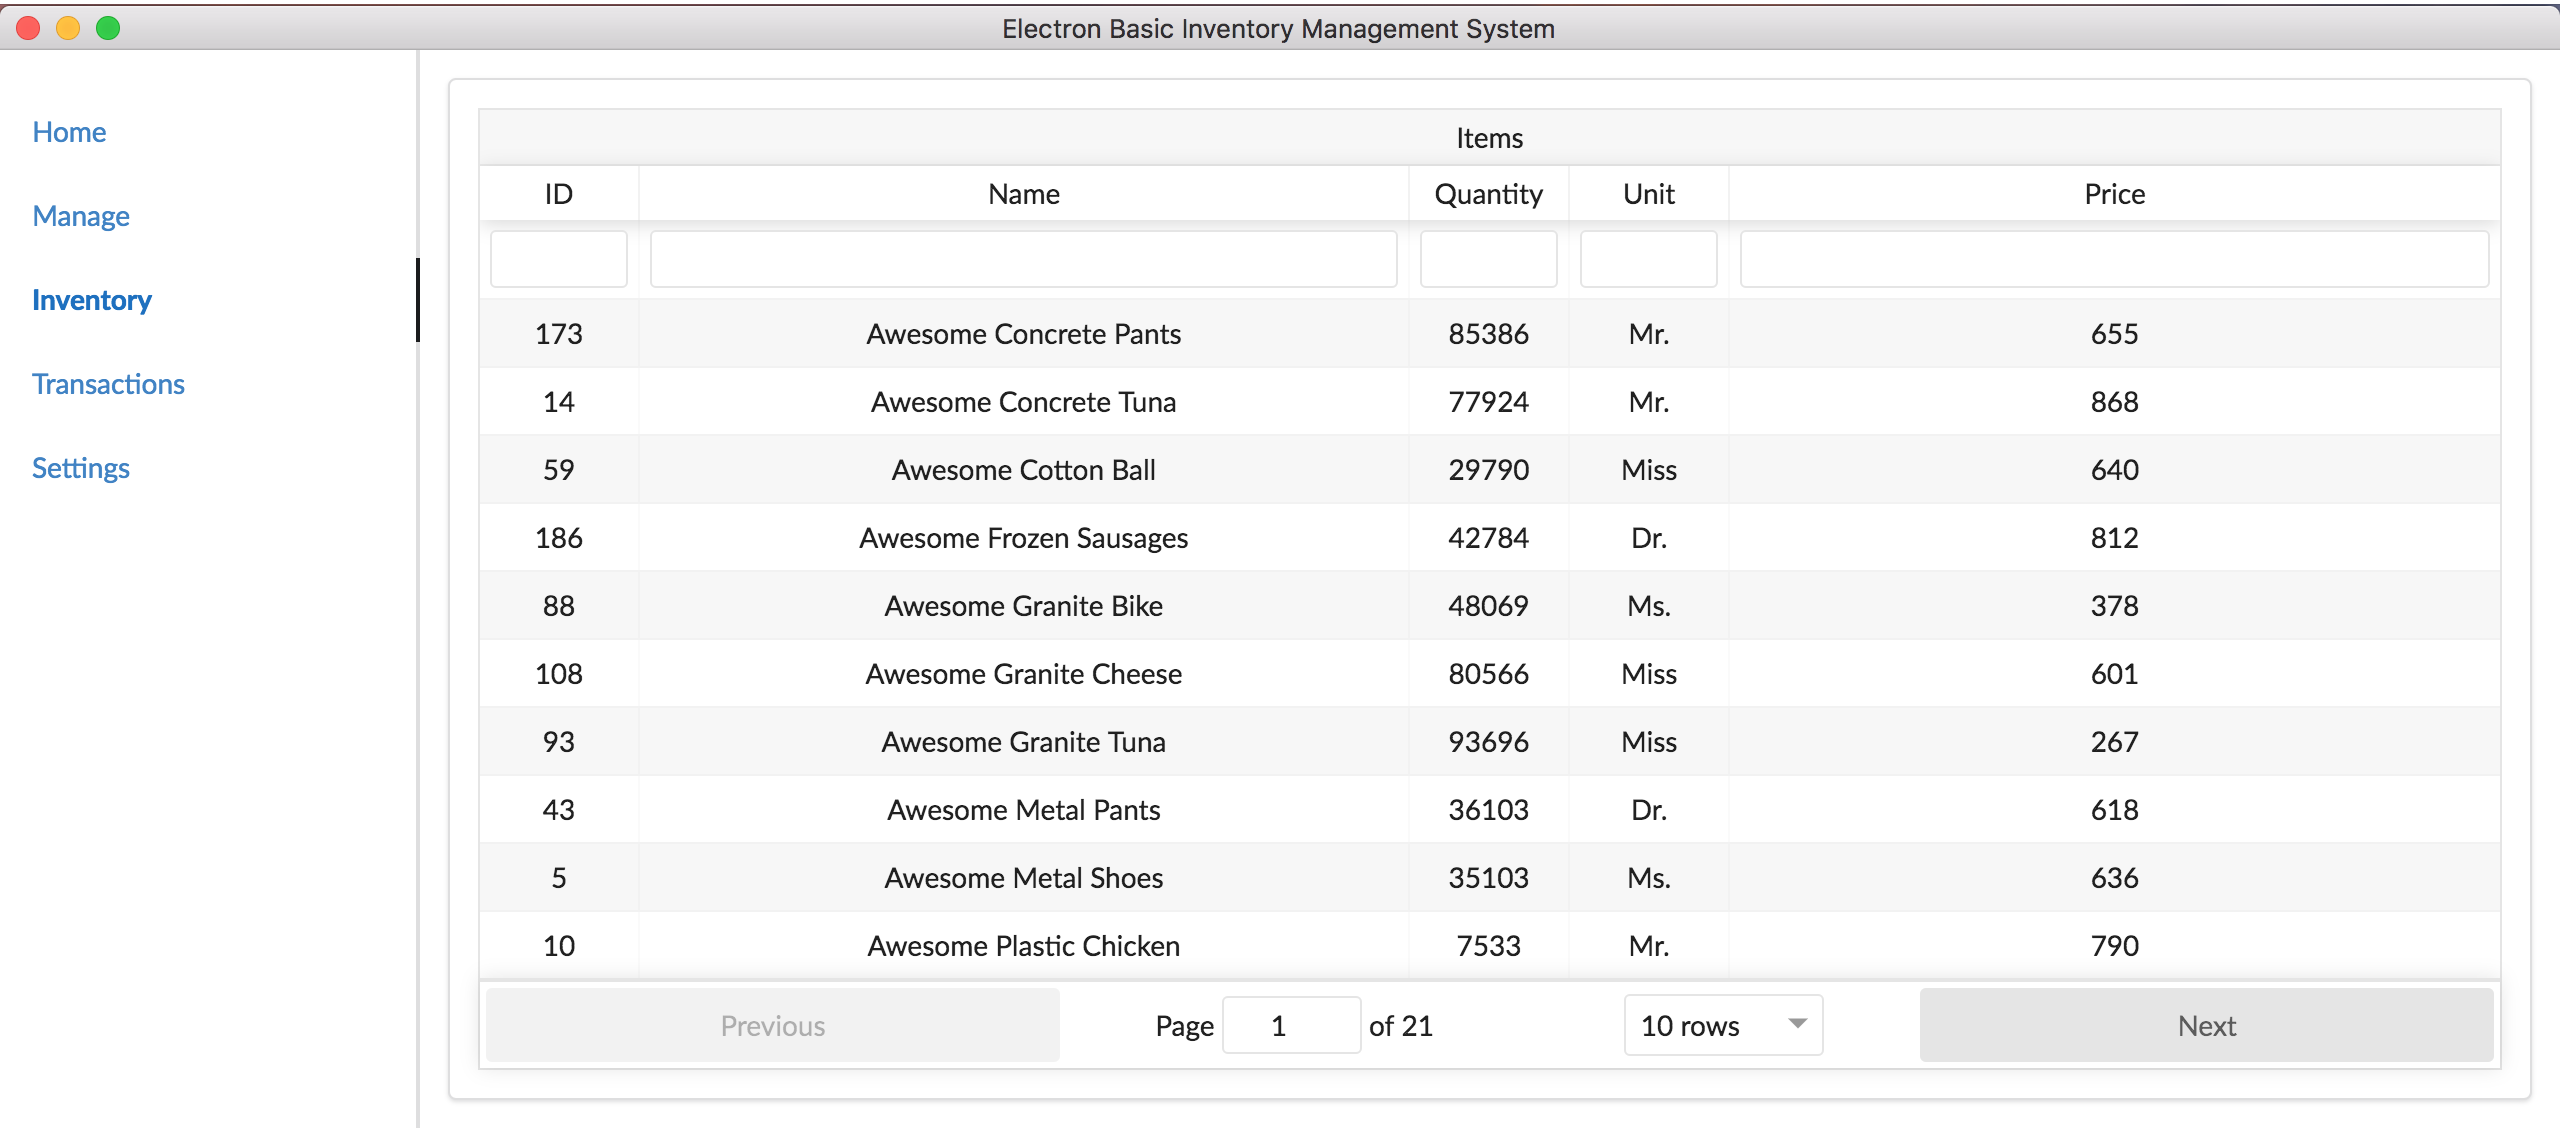 Electron Basic Inventory Management System
Home
Manage
Inventory
Transactions
Settings
Items
ID Name Quantity Unit Price
173 Awesome Concrete Pants 85386 Mr. 655
14 Awesome Concrete Tuna 77924 Mr. 868
59 Awesome Cotton Ball 29790 Miss 640
186 Awesome Frozen Sausages 42784 Dr. 812
88 Awesome Granite Bike 48069 Ms. 378
108 Awesome Granite Cheese 80566 Miss 601
93 Awesome Granite Tuna 93696 Miss 267
43 Awesome Metal Pants 36103 Dr. 618
5 Awesome Metal Shoes 35103 Ms. 636
10 Awesome Plastic Chicken 7533 Mr. 790
Previous Page 1 of 21 10 rows Next